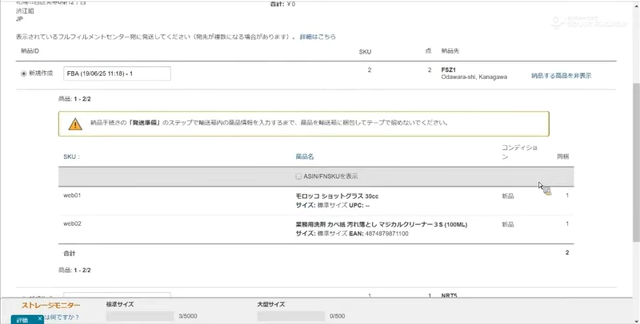 渋江組
JP
合計: ¥0
表示されているフルフィルメントセンター宛に発送してください（宛先が複数になる場合があります）。 詳細はこちら
納品ID SKU 点 納品先
新規作成 FBA (19/06/25 11:18) - 1 2 2 FSZ1 納品する商品を非表示
Odawara-shi, Kanagawa
商品: 1 - 2/2
納品手続きの「発送準備」のステップで輸送箱内の商品情報を入力するまで、商品を輸送箱に梱包してテープで留めないでください。
SKU : 商品名 コンディション 同梱
ASIN/FNSKUを表示
web01 モロッコ ショットグラス 30cc 新品 1
サイズ: 標準サイズ UPC: --
web02 業務用洗剤 カベ紙 汚れ落とし マジカルクリーナー３S (100ML) 新品 1
サイズ: 標準サイズ EAN: 4874879871100
合計 2
商品: 1 - 2/2
1 1 NRT5
ストレージモニター 標準サイズ 大型サイズ
は何ですか? 3/5000 0/500
評価